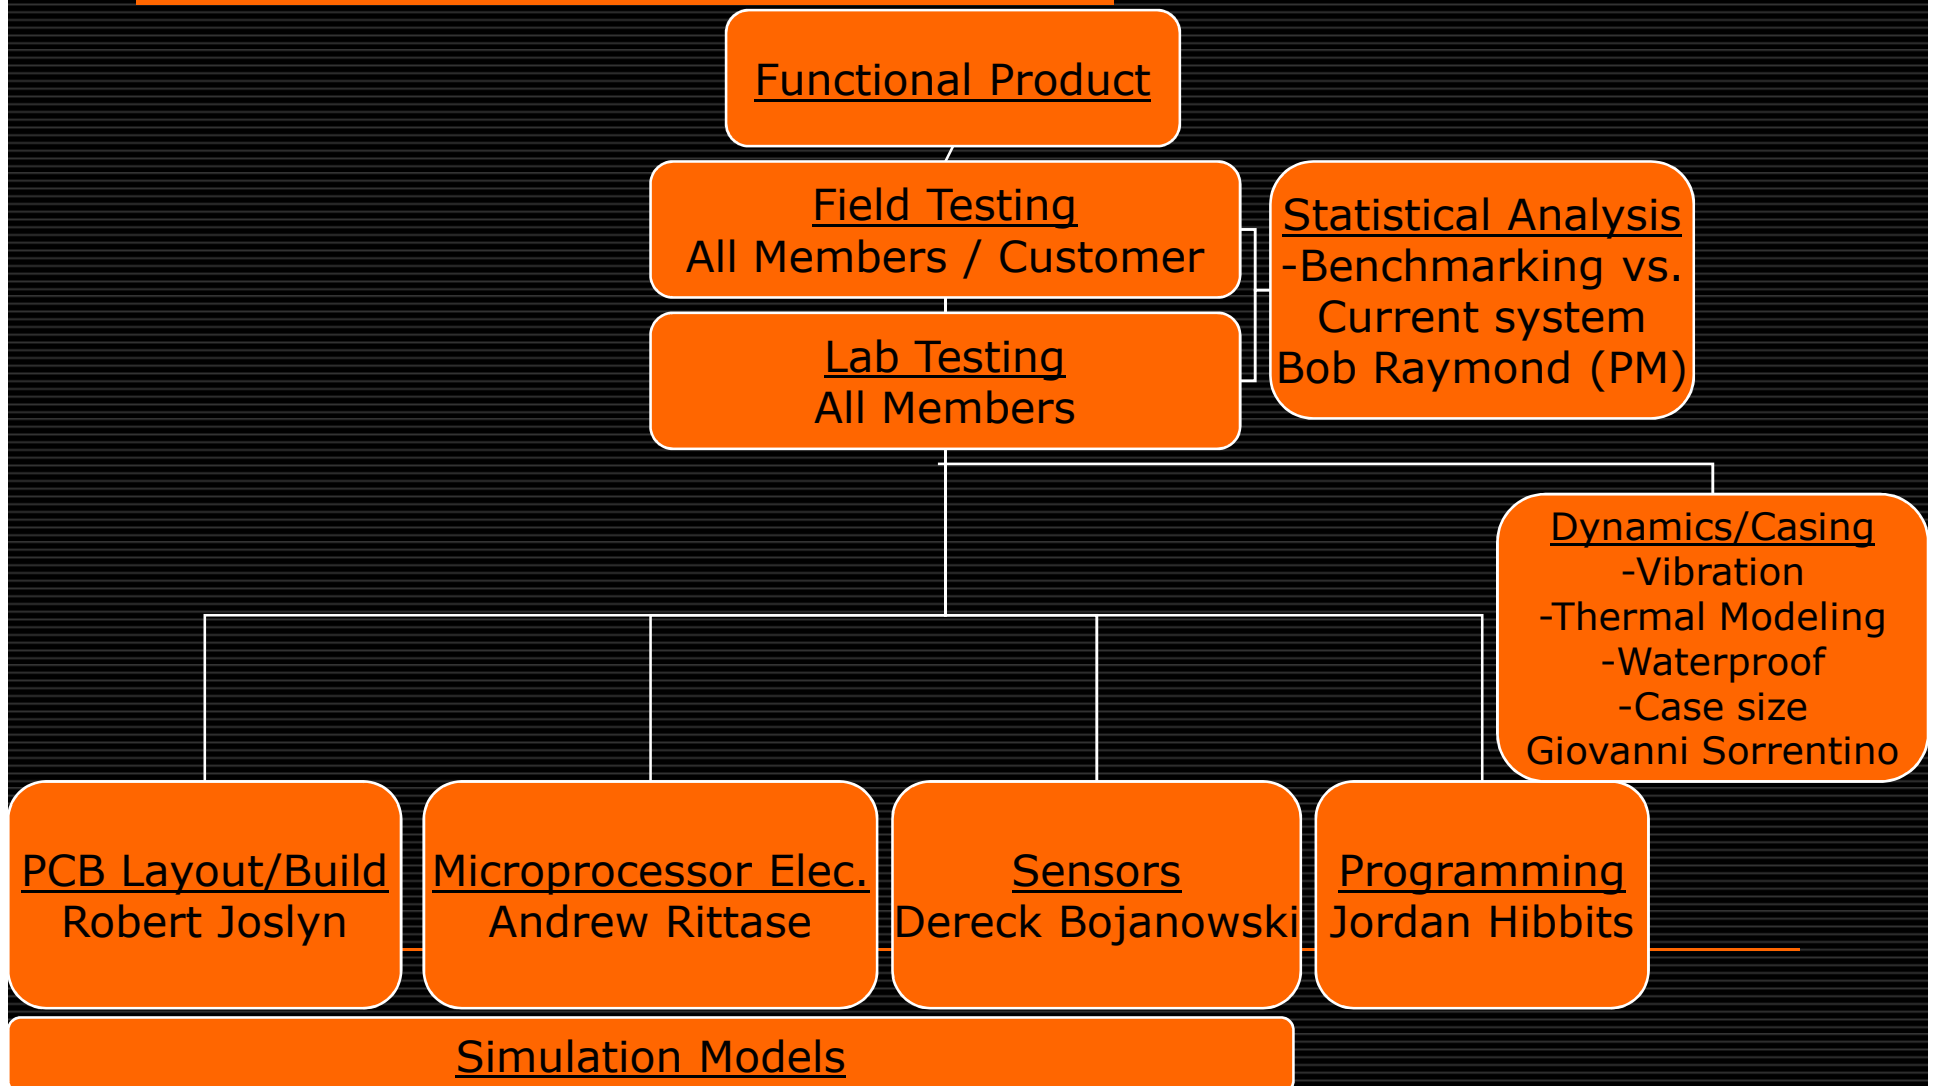 Functional Product
Field Testing
All Members / Customer
Statistical Analysis
-Benchmarking vs.
Current system
Bob Raymond (PM)
Lab Testing
All Members
Dynamics/Casing
-Vibration
-Thermal Modeling
-Waterproof
-Case size
Giovanni Sorrentino
PCB Layout/Build
Robert Joslyn
Microprocessor Elec.
Andrew Rittase
Sensors
Dereck Bojanowski
Programming
Jordan Hibbits
Simulation Models